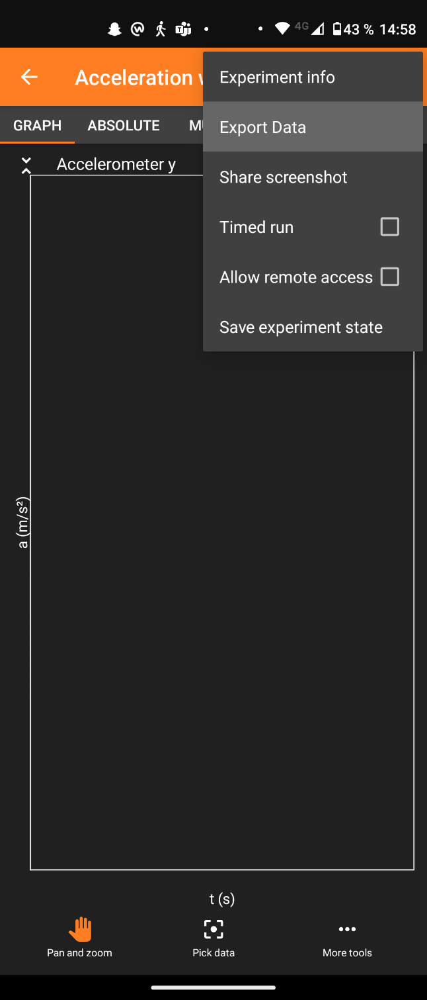 4G 43 % 14:58
Acceleration
Experiment info
GRAPH ABSOLUTE
Export Data
Accelerometer y
Share screenshot
Timed run
Allow remote access
Save experiment state
a (m/s²)
t (s)
Pan and zoom Pick data More tools